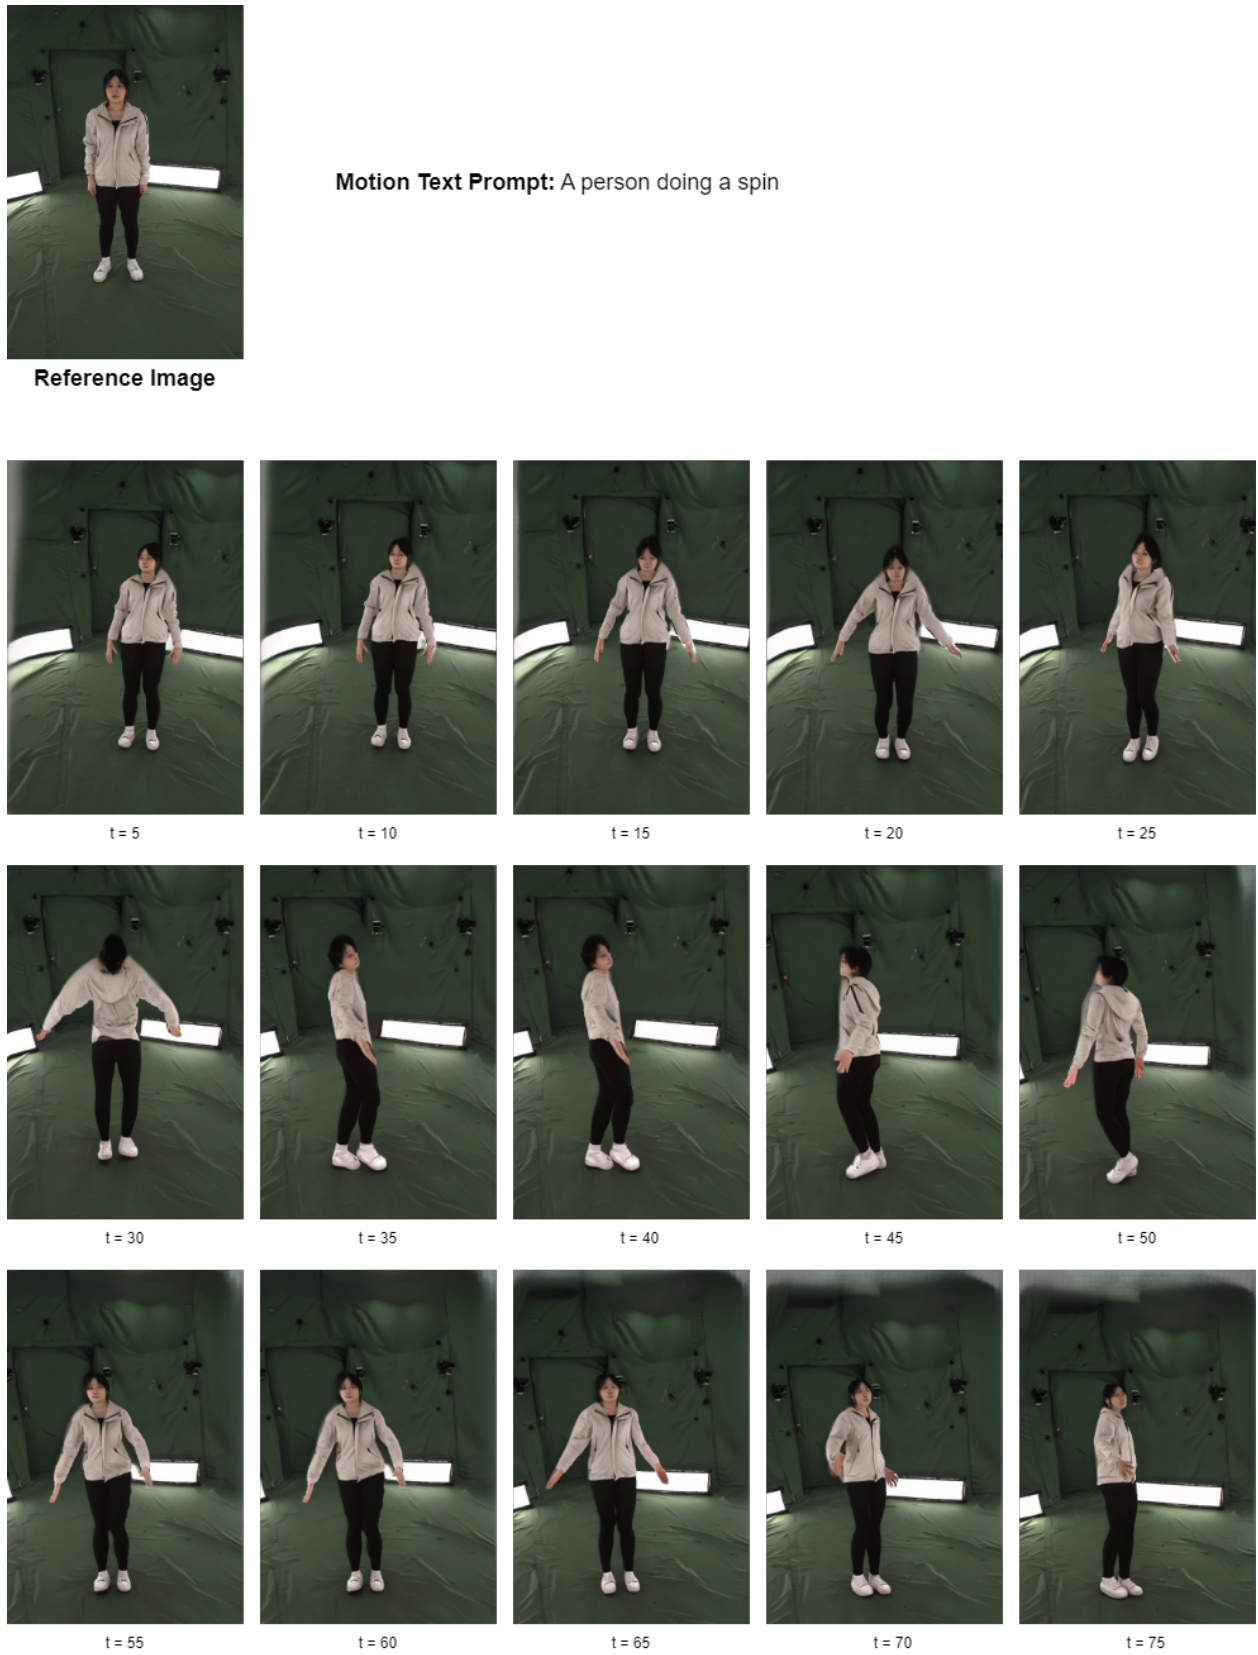 Motion Text Prompt: A person doing a spin
Reference Image
t = 5
t = 10
t = 15
t = 20
t = 25
t = 30
t = 35
t = 40
t = 45
t = 50
t = 55
t = 60
t = 65
t = 70
t = 75